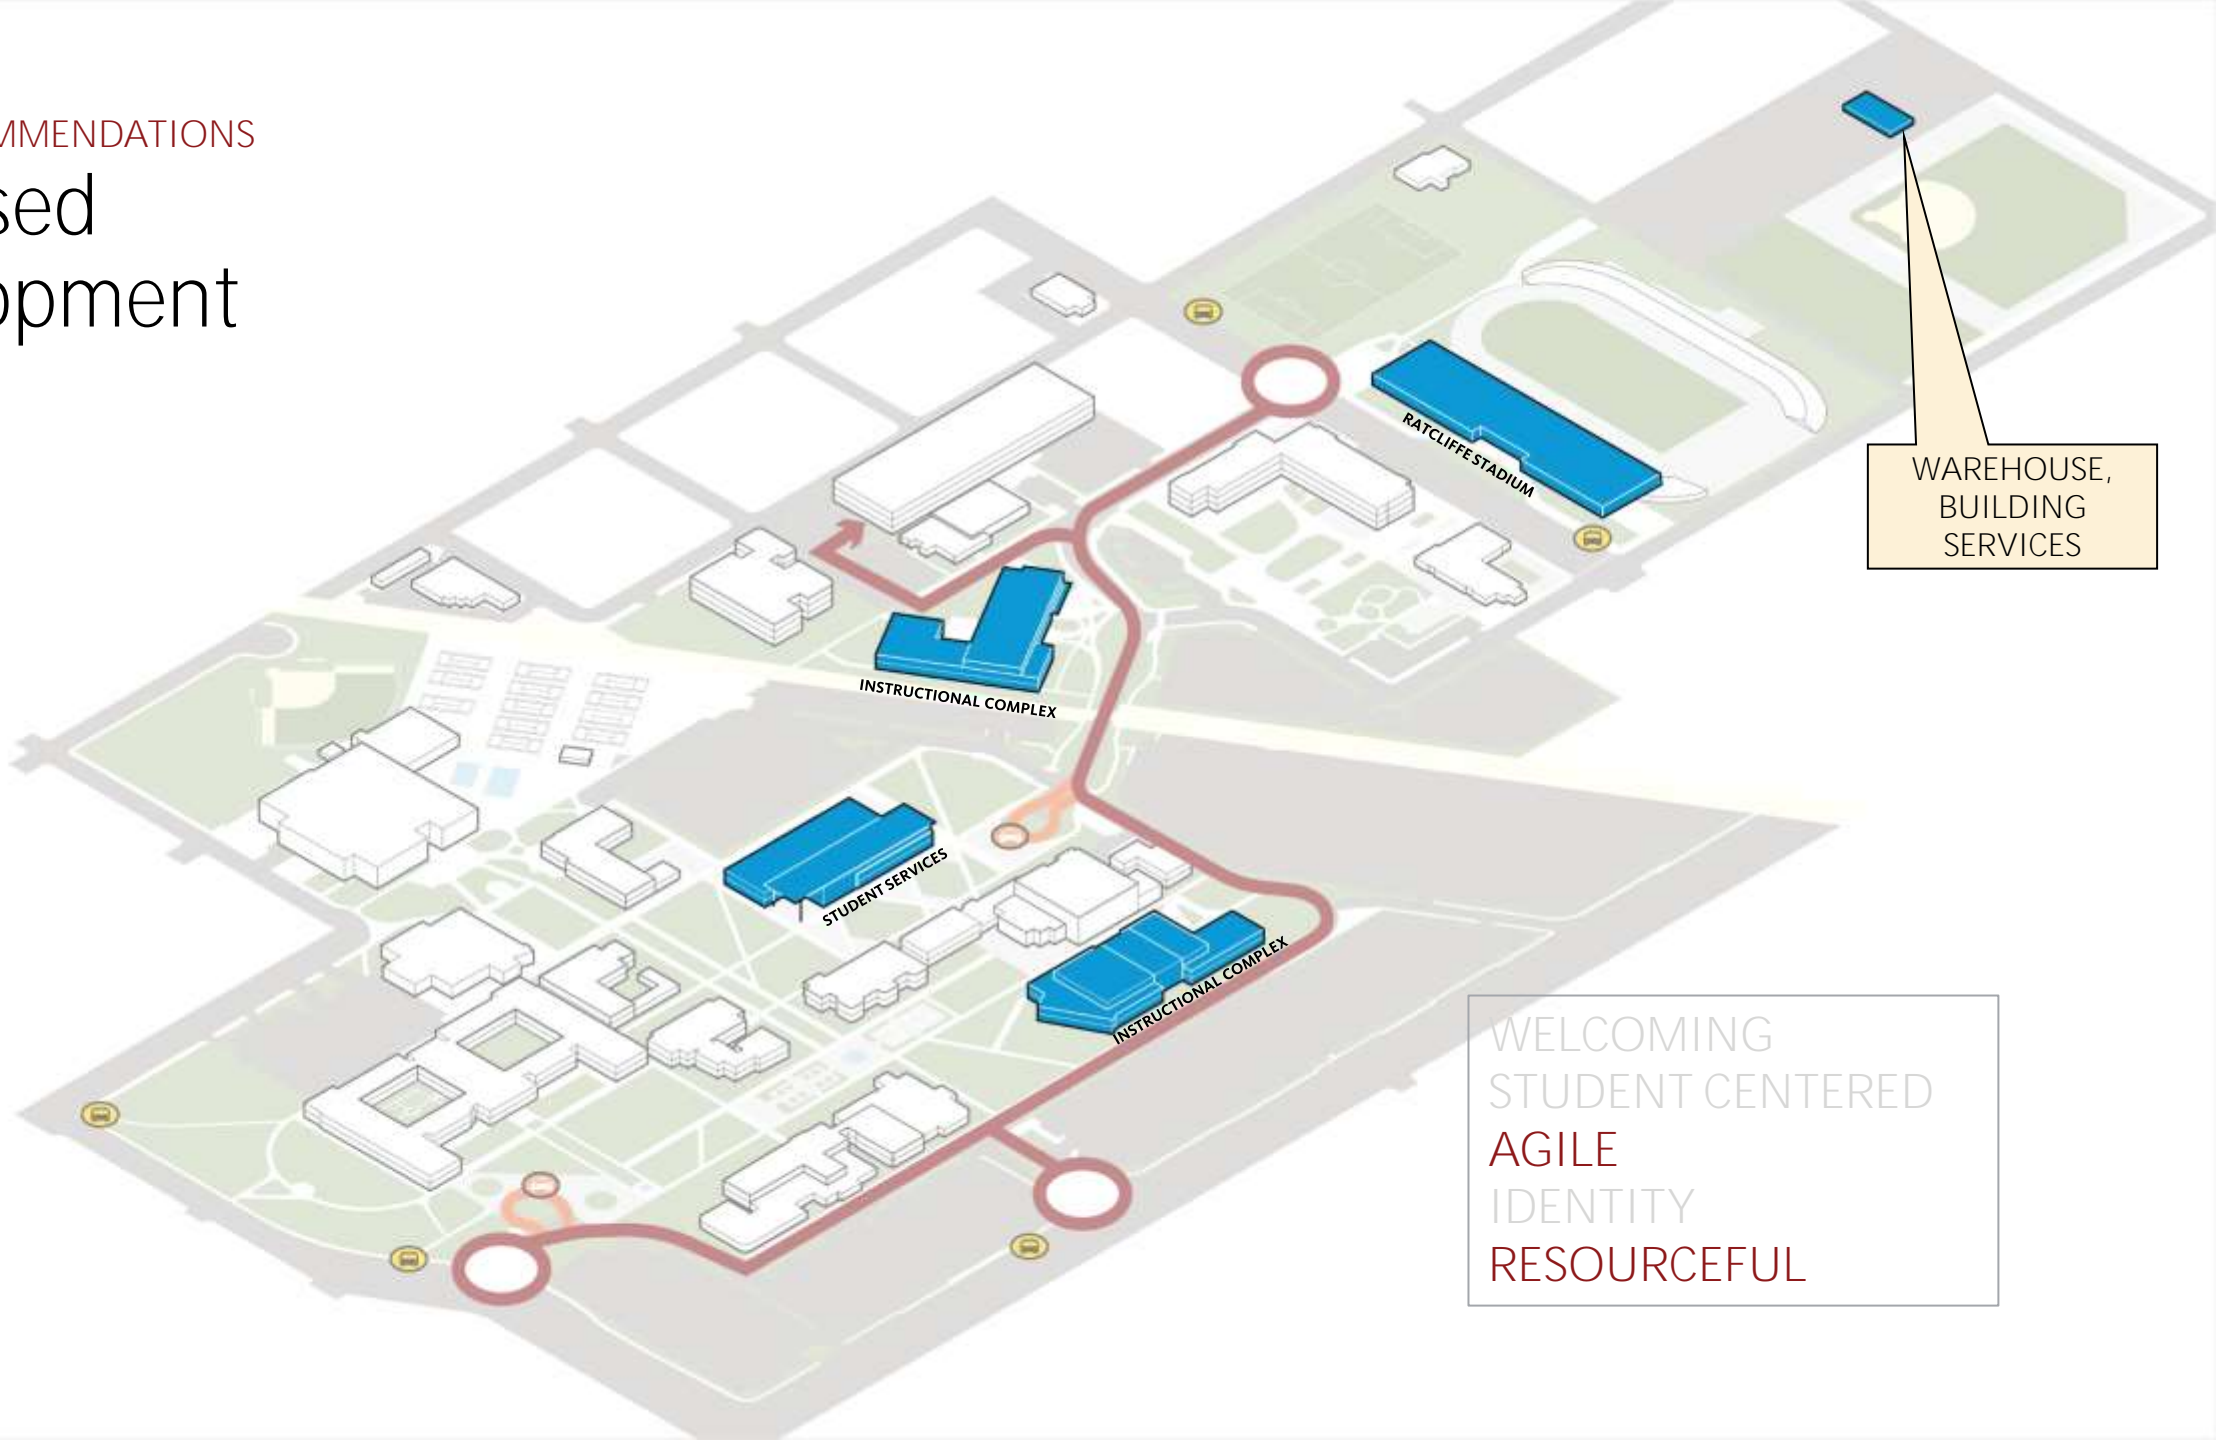 MMENDATIONS
sed
opment
RATCLIFFE STADIUM
WAREHOUSE,
BUILDING
SERVICES
INSTRUCTIONAL COMPLEX
STUDENT SERVICES
INSTRUCTIONAL COMPLEX
WELCOMING
STUDENT CENTERED
AGILE
IDENTITY
RESOURCEFUL